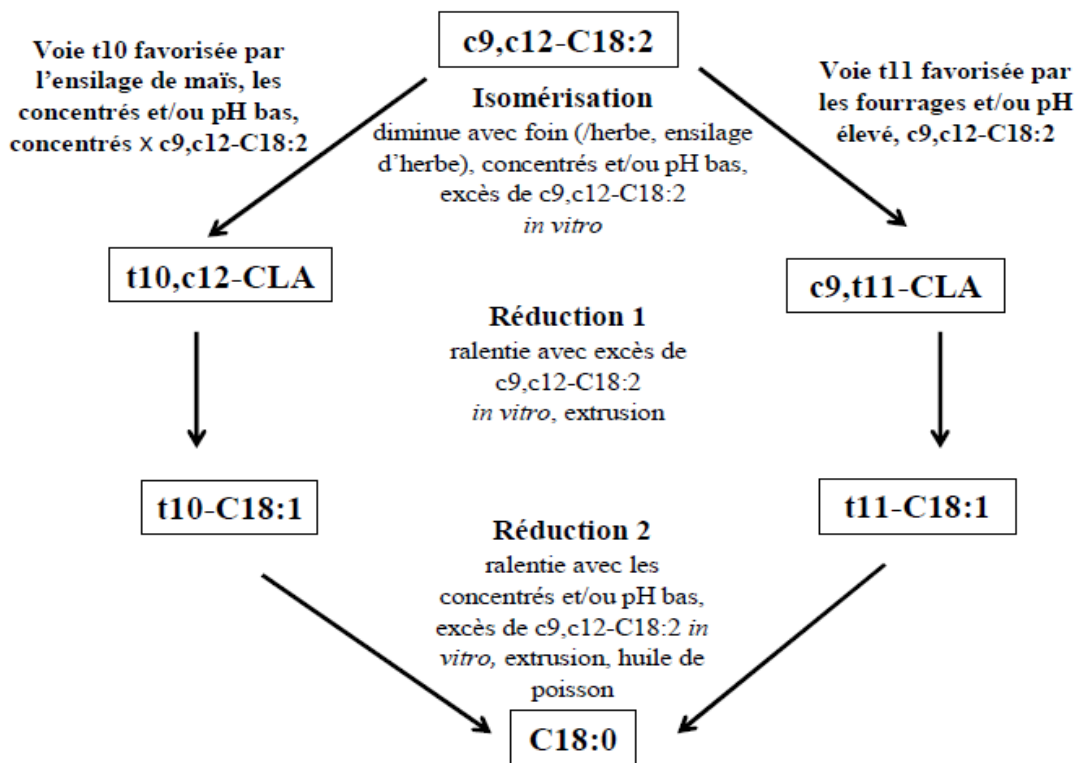 c9,c12-C18:2
Voie t10 favorisée par
l'ensilage de maïs, les
concentrés et/ou pH bas,
concentrés x c9,c12-C18:2
Isomérisation
diminue avec foin (/herbe, ensilage
d'herbe), concentrés et/ou pH bas,
excès de c9,c12-C18:2
in vitro
Voie t11 favorisée par
les fourrages et/ou pH
élevé, c9,c12-C18:2
t10,c12-CLA
c9,t11-CLA
Réduction 1
ralentie avec excès de
c9,c12-C18:2
in vitro, extrusion
t10-C18:1
t11-C18:1
Réduction 2
ralentie avec les
concentrés et/ou pH bas,
excès de c9,c12-C18:2 in
vitro, extrusion, huile de
poisson
C18:0